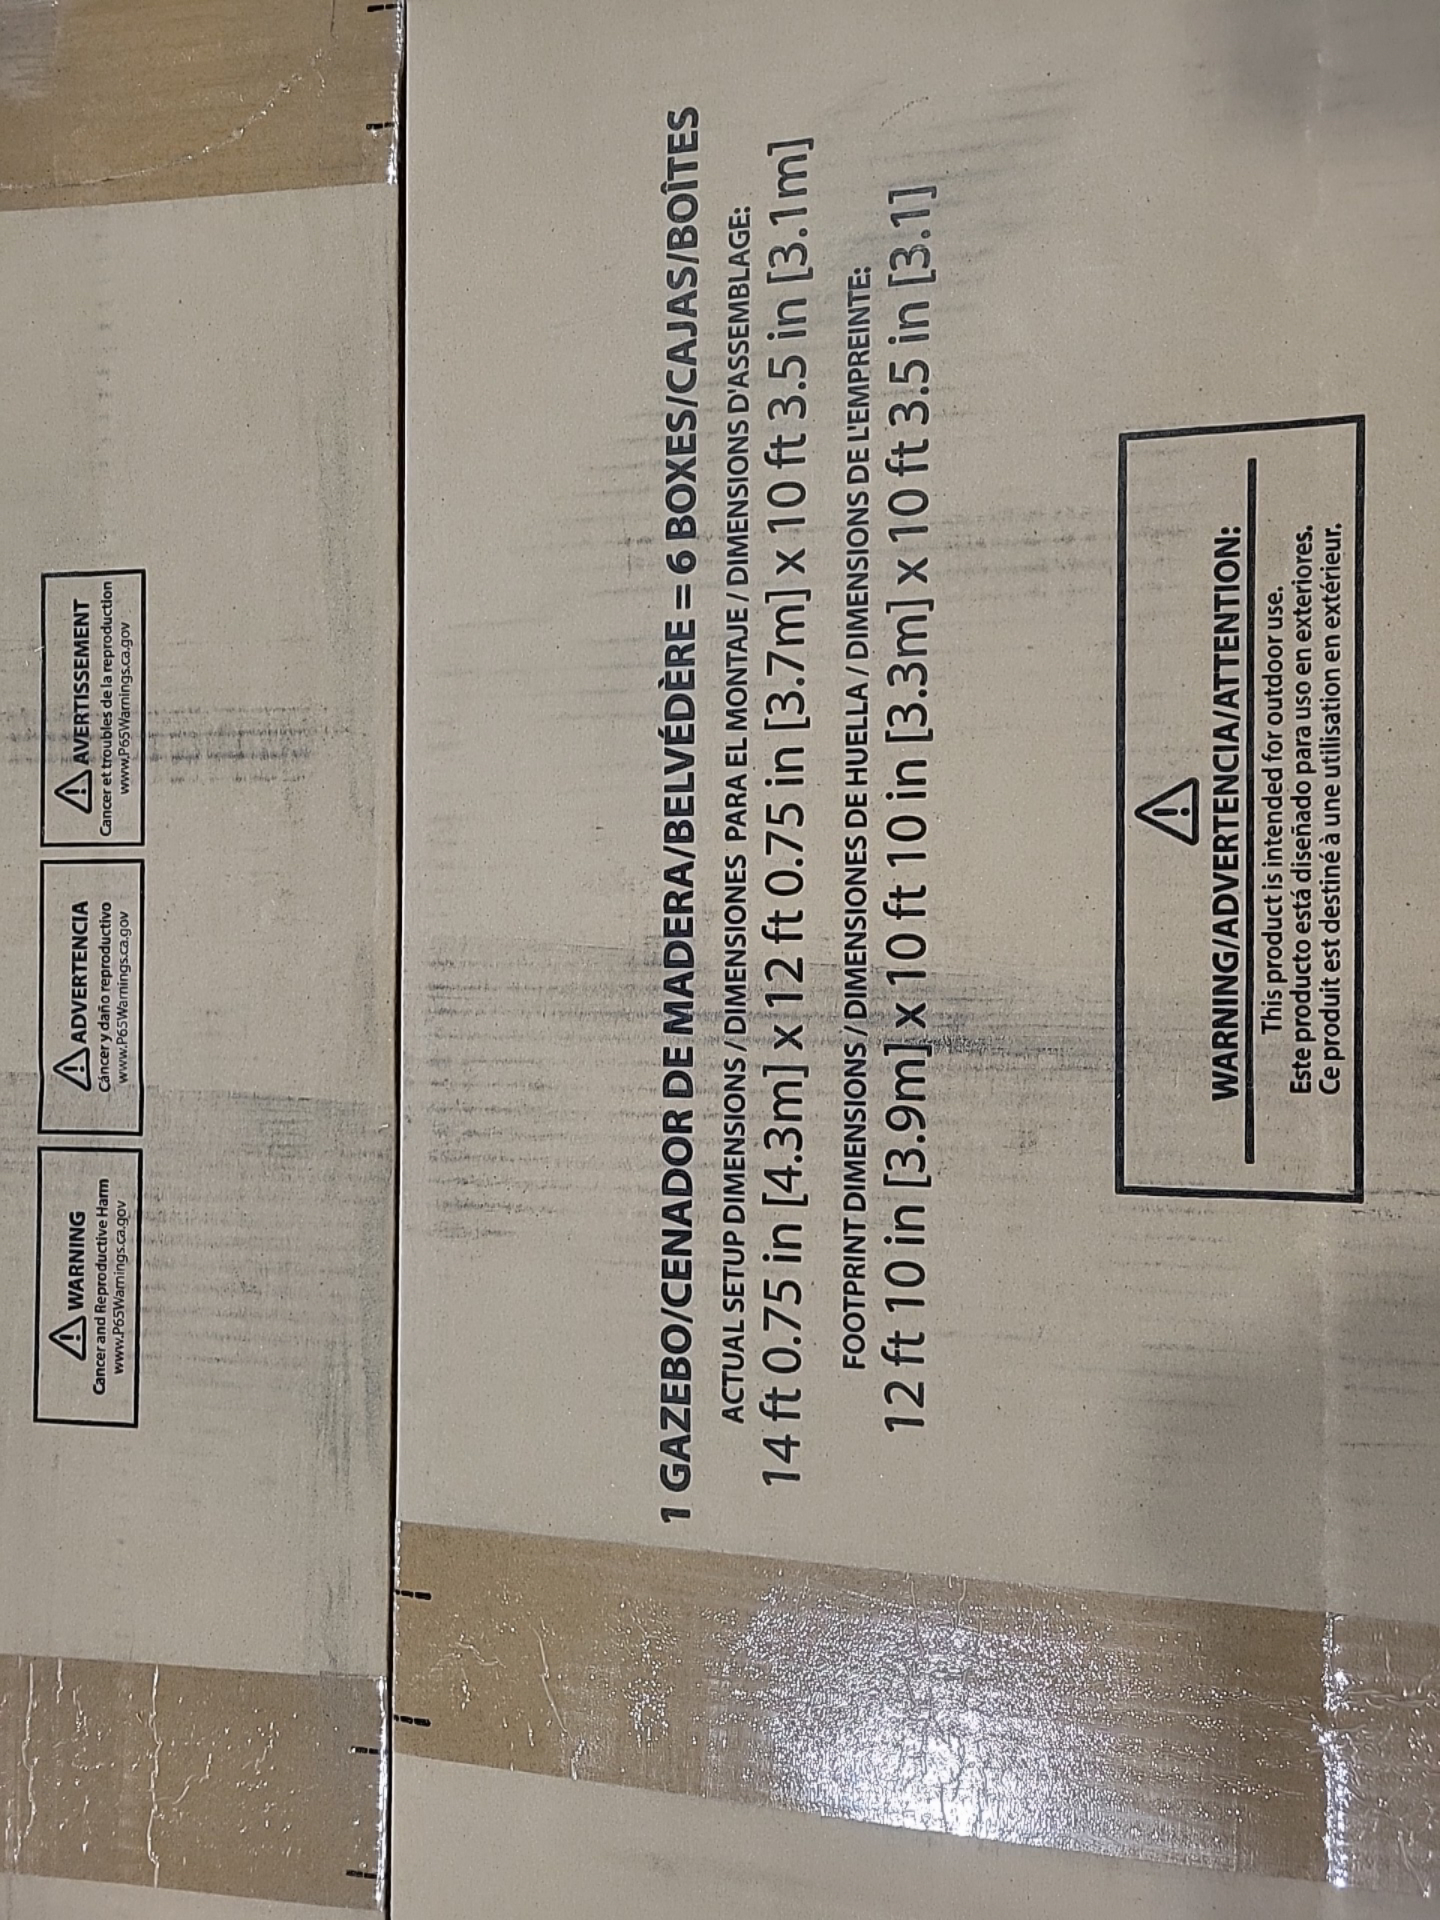 WARNING
Cancer and Reproductive Harm
www.P65Warnings.ca.gov
ADVERTENCIA
Cáncer y daño reproductivo
www.P65Warnings.ca.gov
AVERTISSEMENT
Cancer et troubles de la reproduction
www.P65Warnings.ca.gov
1 GAZEBO/CENADOR DE MADERA/BELVÉDÈRE = 6 BOXES/CAJAS/BOÎTES
ACTUAL SETUP DIMENSIONS / DIMENSIONES PARA EL MONTAJE / DIMENSIONS D'ASSEMBLAGE:
14 ft 0.75 in [4.3m] x 12 ft 0.75 in [3.7m] x 10 ft 3.5 in [3.1m]
FOOTPRINT DIMENSIONS / DIMENSIONES DE HUELLA / DIMENSIONS DE L'EMPREINTE:
12 ft 10 in [3.9m] x 10 ft 10 in [3.3m] x 10 ft 3.5 in [3.1]
WARNING/ADVERTENCIA/ATTENTION:
This product is intended for outdoor use.
Este producto está diseñado para uso en exteriores.
Ce produit est destiné à une utilisation en extérieur.